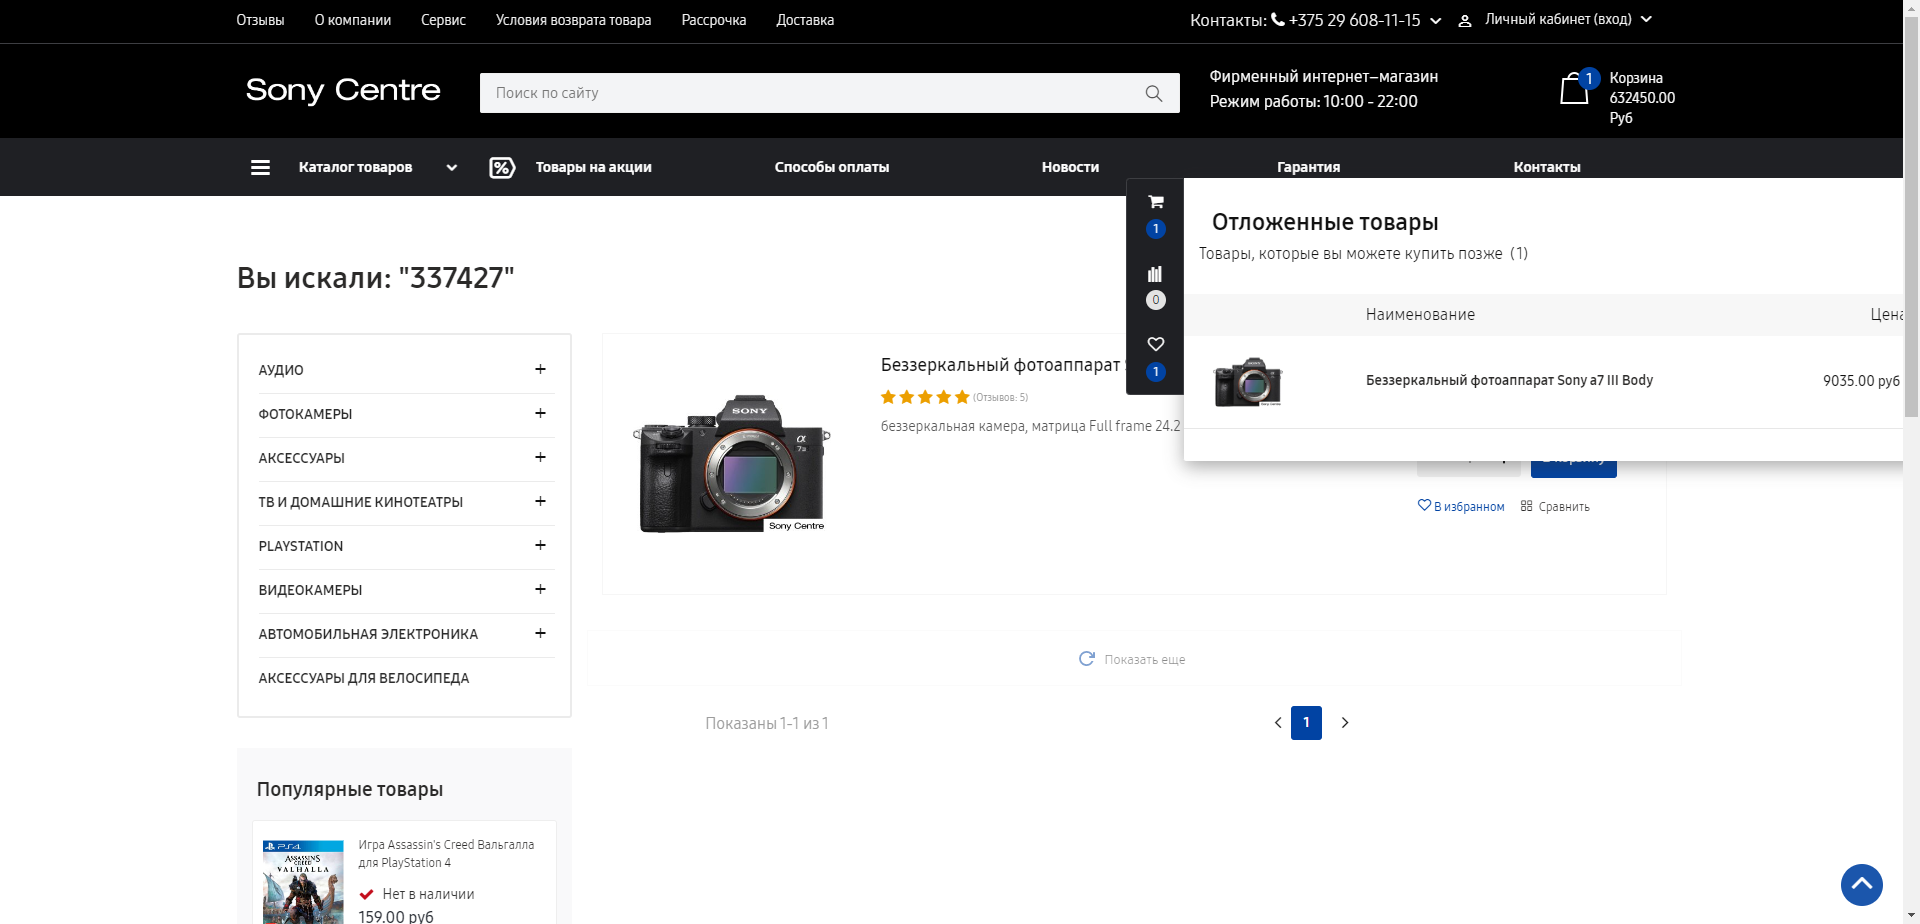 Отзывы О компании Сервис Условия возврата товара Рассрочка Доставка Контакты: +375 29 608-11-15 Личный кабинет (вход)
Sony Centre
Поиск по сайту
Фирменный интернет–магазин
Режим работы: 10:00 - 22:00
1
Корзина
632450.00
Руб
Каталог товаров % Товары на акции Способы оплаты Новости Гарантия Контакты
1
0
1
Отложенные товары
Товары, которые вы можете купить позже (1)
Наименование Цена
Беззеркальный фотоаппарат Sony a7 III Body 9035.00 руб
Вы искали: "337427"
АУДИО +
ФОТОКАМЕРЫ +
АКСЕССУАРЫ +
ТВ И ДОМАШНИЕ КИНОТЕАТРЫ +
PLAYSTATION +
ВИДЕОКАМЕРЫ +
АВТОМОБИЛЬНАЯ ЭЛЕКТРОНИКА +
АКСЕССУАРЫ ДЛЯ ВЕЛОСИПЕДА
SONY
α
Sony Centre
Беззеркальный фотоаппарат
(Отзывов: 5)
беззеркальная камера, матрица Full frame 24.2
В избранном Сравнить
Показать еще
Показаны 1-1 из 1
1
Популярные товары
PS4
ASSASSIN'S
CREED
VALHALLA
Игра Assassin's Creed Вальгалла
для PlayStation 4
Нет в наличии
159.00 руб